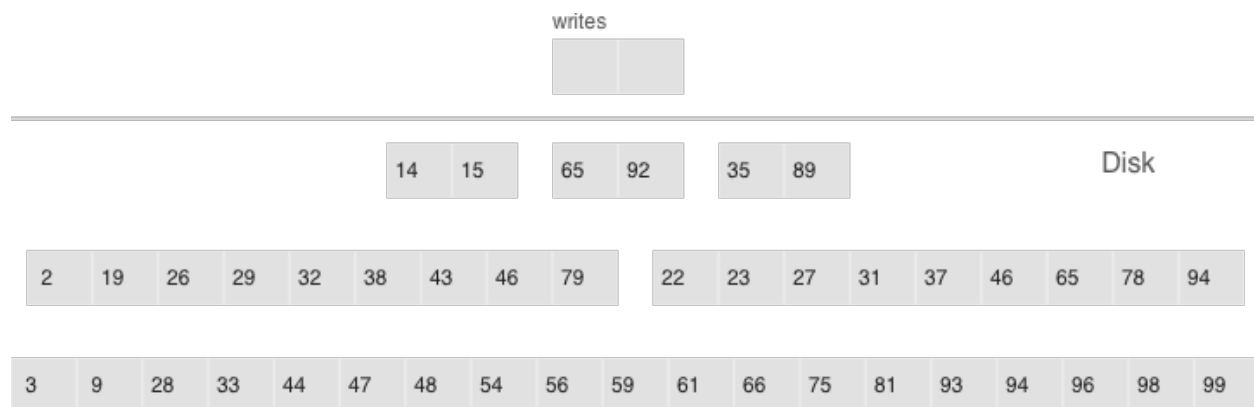 writes
14 15 65 92 35 89 Disk
2 19 26 29 32 38 43 46 79 22 23 27 31 37 46 65 78 94
3 9 28 33 44 47 48 54 56 59 61 66 75 81 93 94 96 98 99